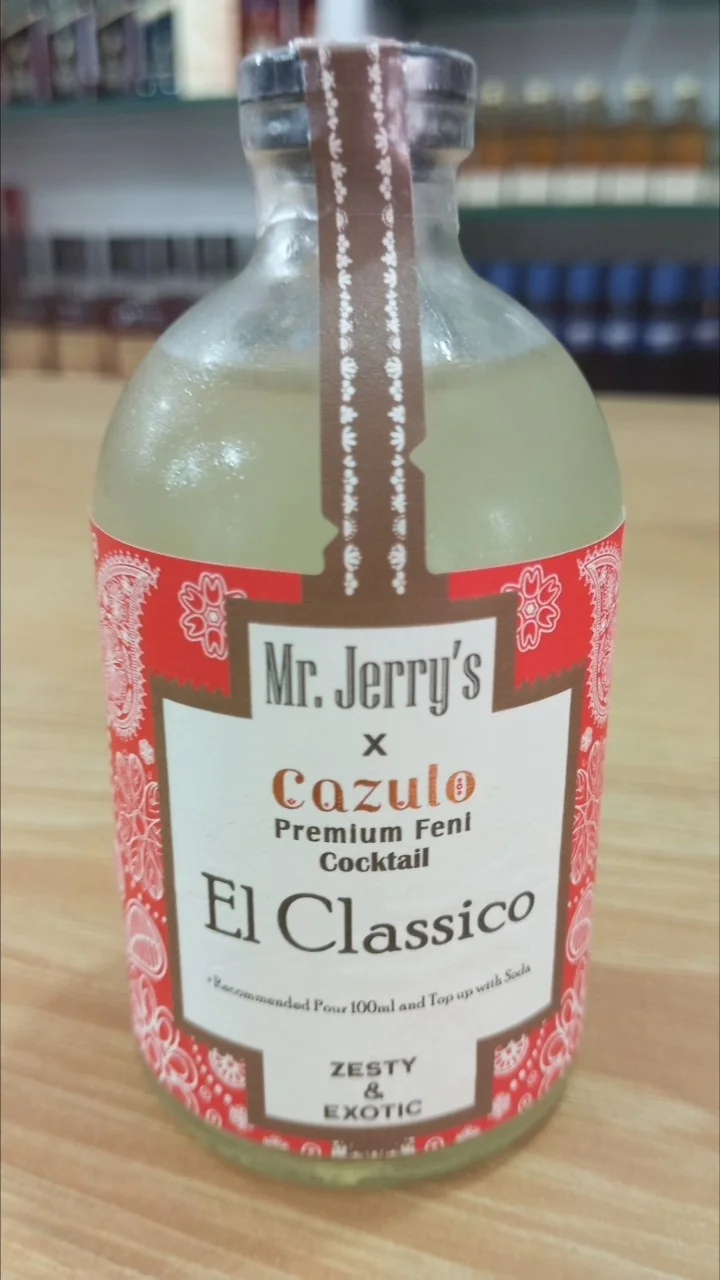 Mr. Jerry's
x
cazulo
Premium Feni
Cocktail
El Classico
*Recommended Pour 100ml and Top up with Soda
ZESTY
&
EXOTIC